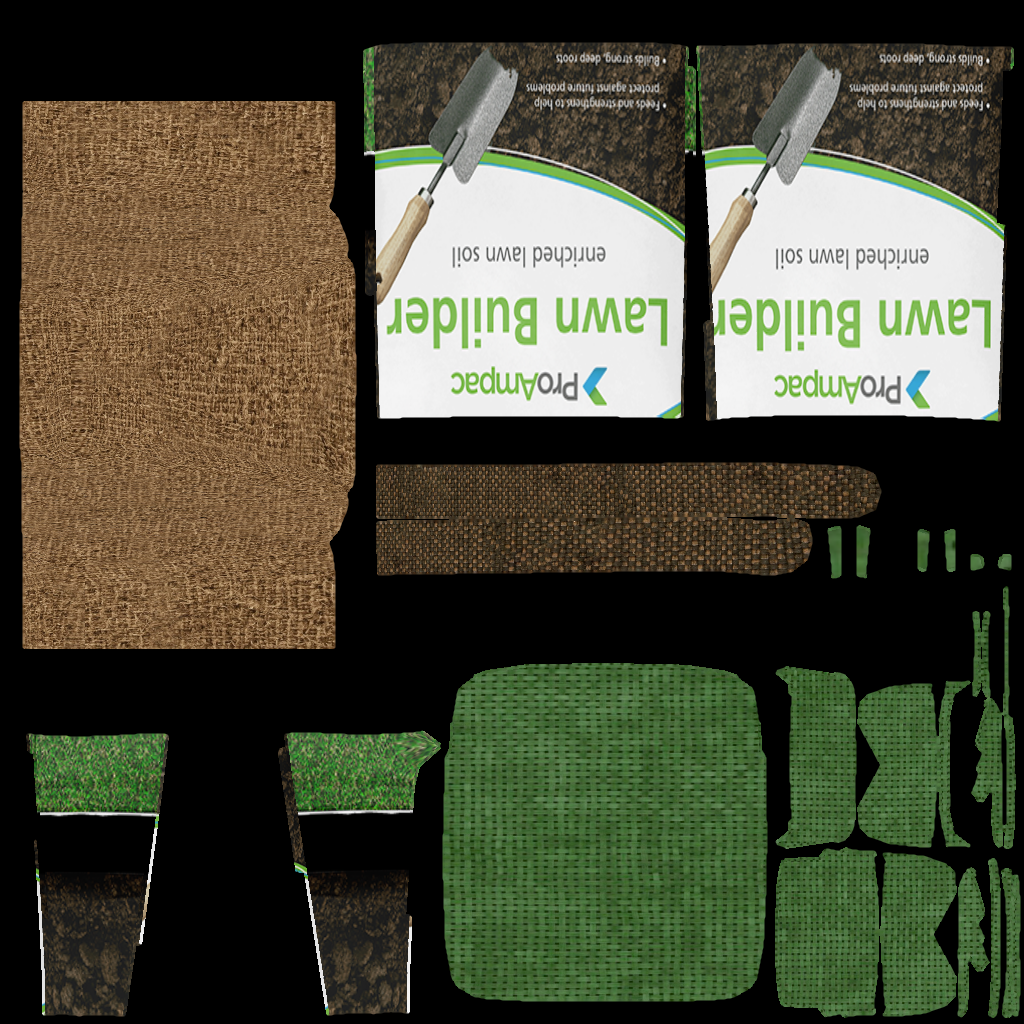 ProAmpac
Lawn Builder
enriched lawn soil
• Feeds and strengthens to help
protect against future problems
• Builds strong, deep roots
ProAmpac
Lawn Builder
enriched lawn soil
• Feeds and strengthens to help
protect against future problems
• Builds strong, deep roots